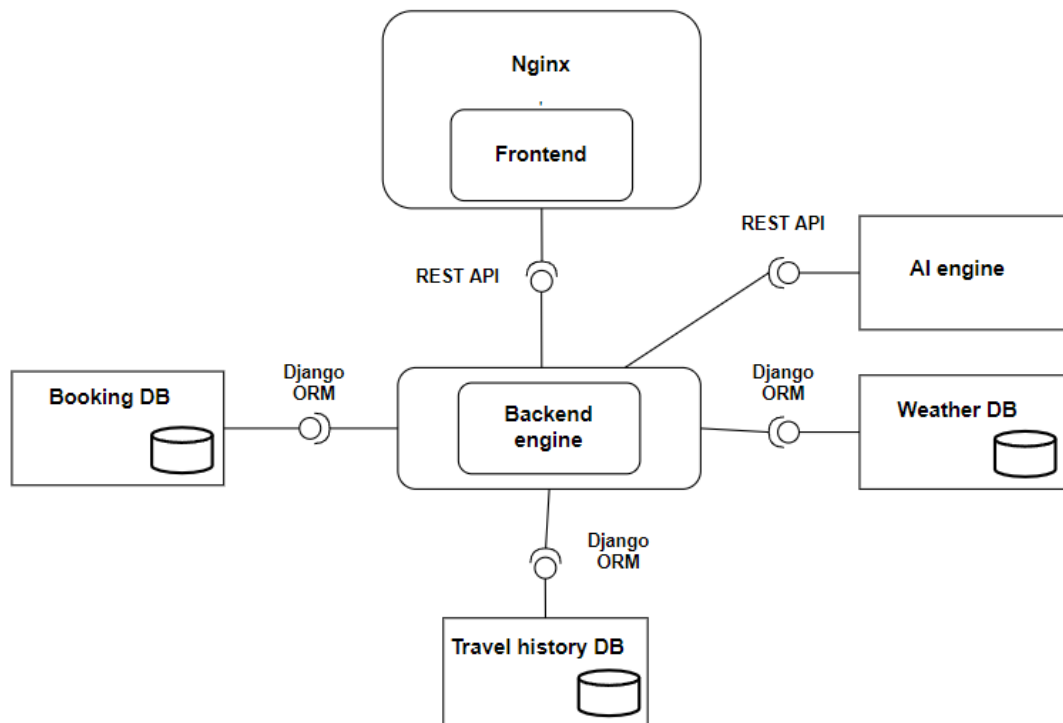 Nginx
Frontend
REST API
REST API
AI engine
Booking DB
Django
ORM
Backend
engine
Django
ORM
Weather DB
Django
ORM
Travel history DB